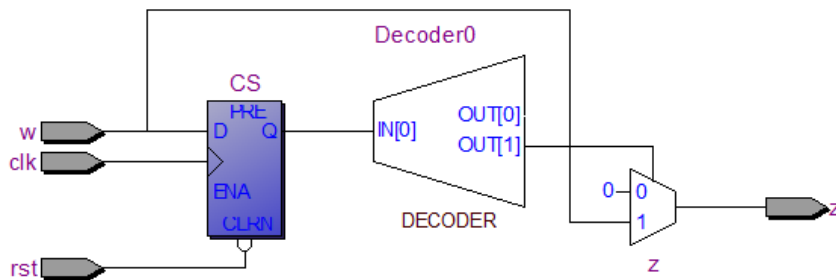 Decoder0
CS
PRE
w
D
Q
IN[0]
OUT[0]
OUT[1]
clk
ENA
0
0
1
z
CLRN
DECODER
z
rst